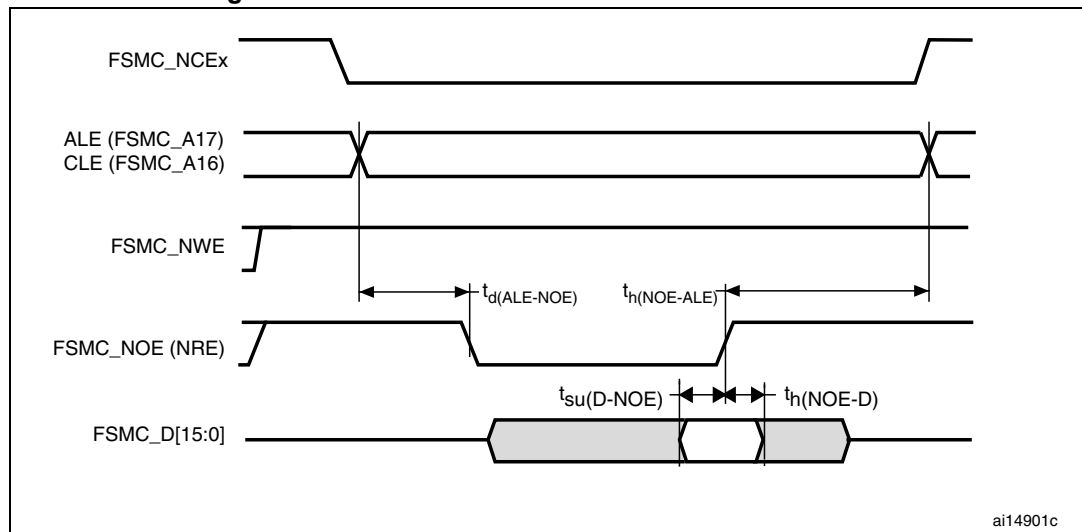 FSMC_NCEx
ALE (FSMC_A17)
CLE (FSMC_A16)
FSMC_NWE
td(ALE-NOE)
th(NOE-ALE)
FSMC_NOE (NRE)
tsu(D-NOE)
th(NOE-D)
FSMC_D[15:0]
ai14901c